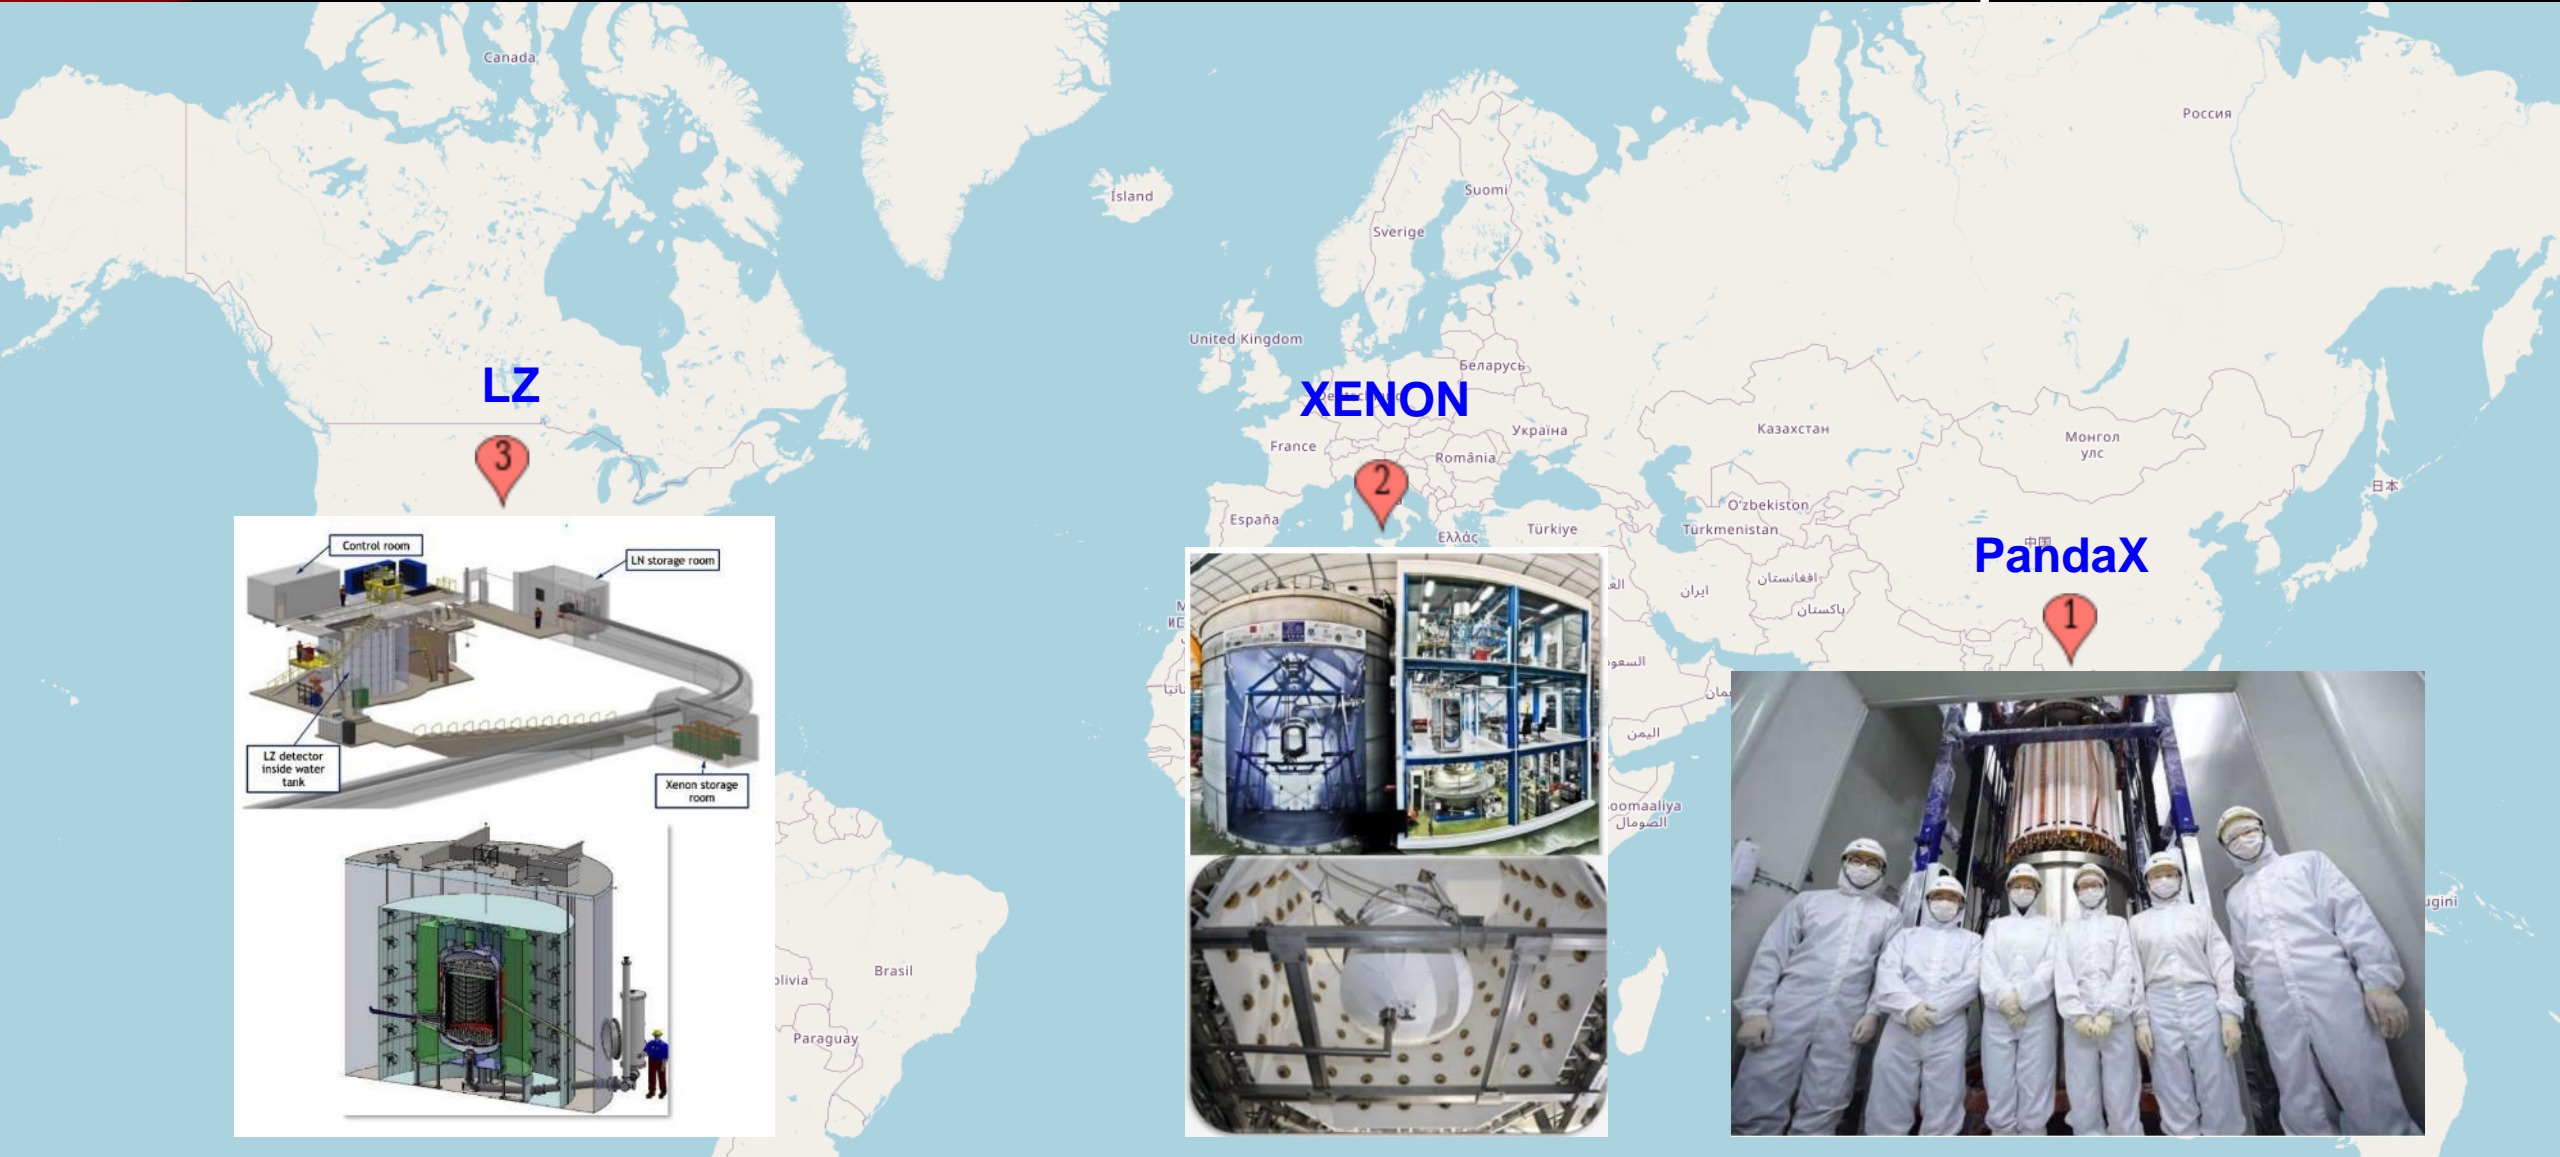 Canada
Россия
Ísland
Suomi
Sverige
United Kingdom
Беларусь
LZ
XENON
Україна
Казахстан
Монгол
улс
France
România
3
2
日本
O'zbekiston
España
Türkiye
Türkmenistan
Ελλάς
中国
PandaX
افغانستان
ایران
پاکستان
1
Control room
LN storage room
LZ detector
inside water
tank
Xenon storage
room
اليمن
الصومال
Brasil
Paraguay